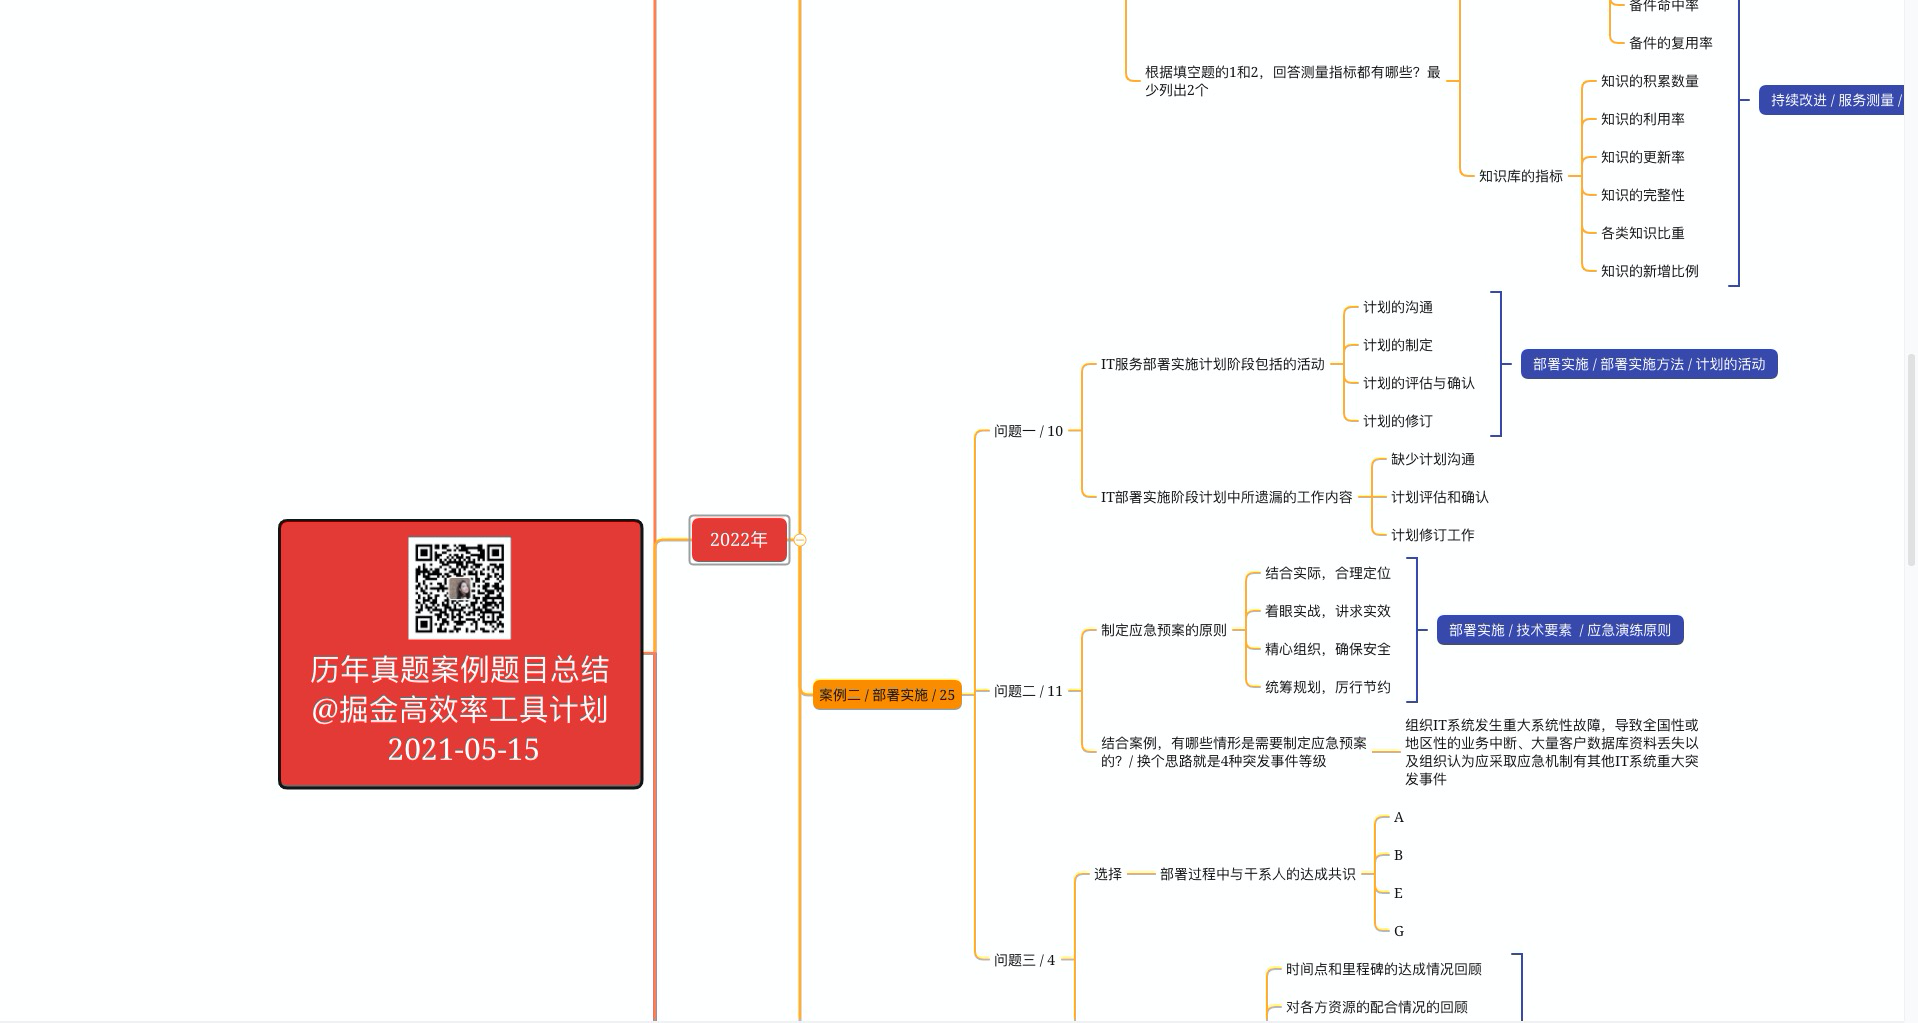 备件命中率
备件的复用率
根据填空题的1和2，回答测量指标都有哪些？最
少列出2个
知识的积累数量
知识的利用率
知识的更新率
知识库的指标
知识的完整性
各类知识比重
知识的新增比例
持续改进 / 服务测量 /
计划的沟通
计划的制定
IT服务部署实施计划阶段包括的活动
计划的评估与确认
计划的修订
部署实施 / 部署实施方法 / 计划的活动
问题一 / 10
缺少计划沟通
IT部署实施阶段计划中所遗漏的工作内容
计划评估和确认
计划修订工作
2022年
历年真题案例题目总结
@掘金高效率工具计划
2021-05-15
案例二 / 部署实施 / 25
结合实际，合理定位
着眼实战，讲求实效
制定应急预案的原则
精心组织，确保安全
统筹规划，厉行节约
部署实施 / 技术要素  / 应急演练原则
问题二 / 11
结合案例，有哪些情形是需要制定应急预案
的？/ 换个思路就是4种突发事件等级
组织IT系统发生重大系统性故障，导致全国性或
地区性的业务中断、大量客户数据库资料丢失以
及组织认为应采取应急机制有其他IT系统重大突
发事件
A
B
选择
部署过程中与干系人的达成共识
E
G
问题三 / 4
时间点和里程碑的达成情况回顾
对各方资源的配合情况的回顾